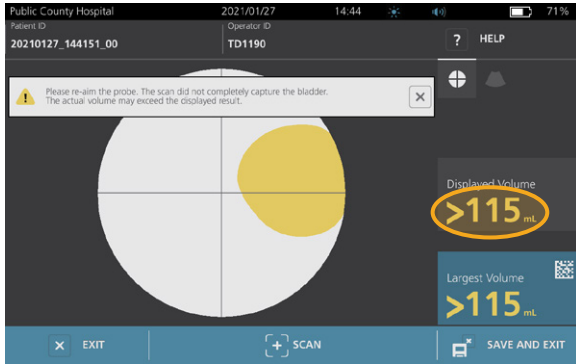 Public County Hospital 2021/01/27 14:44 71%
Patient ID Operator ID
20210127_144151_00 TD1190 ? HELP
Please re-aim the probe. The scan did not completely capture the bladder.
The actual volume may exceed the displayed result.
Displayed Volume
>115 mL
Largest Volume
>115 mL
EXIT SCAN SAVE AND EXIT